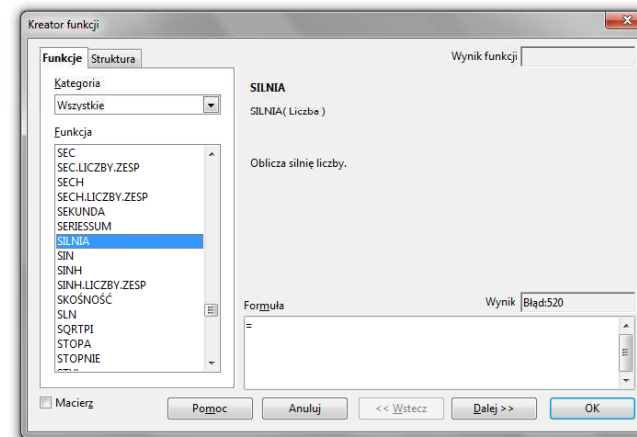 Kreator funkcji
Funkcje Struktura
Wynik funkcji
Kategoria
Wszystkie
Funkcja
SEC
SEC.LICZBY.ZESP
SECH
SECH.LICZBY.ZESP
SEKUNDA
SERIESSUM
SILNIA
SIN
SINH
SINH.LICZBY.ZESP
SKOŚNOŚĆ
SLN
SQRTPI
STOPA
STOPNIE
SILNIA
SILNIA( Liczba )
Oblicza silnię liczby.
Formuła
Wynik Błąd:520
=
Macierz
Pomoc
Anuluj
<< Wstecz
Dalej >>
OK